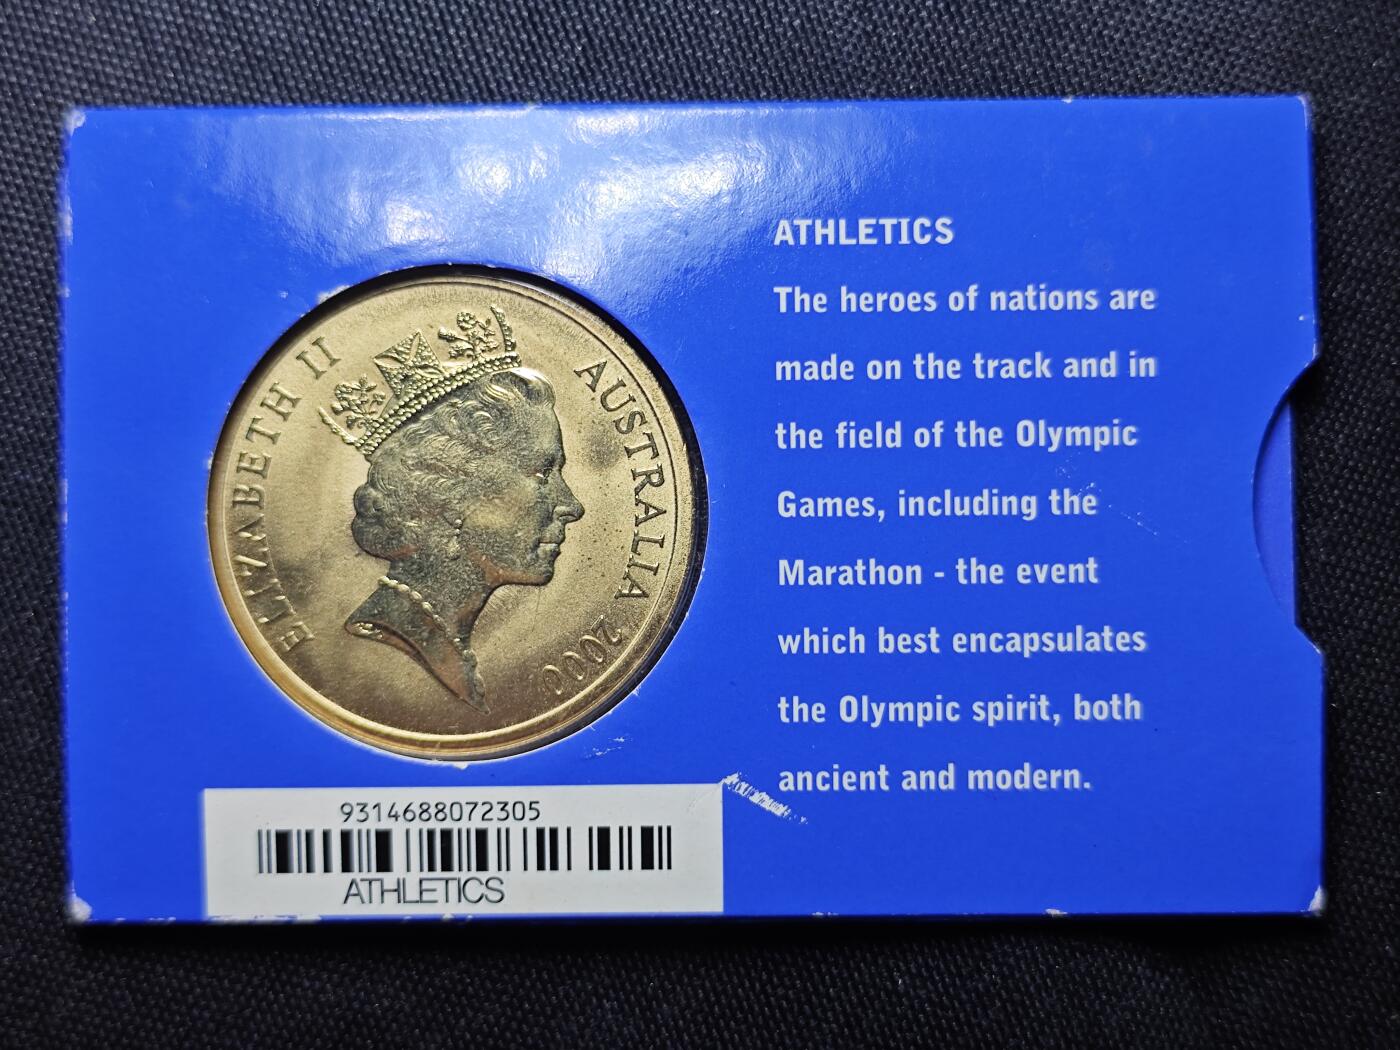 ELIZABETH II
AUSTRALIA 2000
ATHLETICS
The heroes of nations are
made on the track and in
the field of the Olympic
Games, including the
Marathon - the event
which best encapsulates
the Olympic spirit, both
ancient and modern.
9314688072305
ATHLETICS